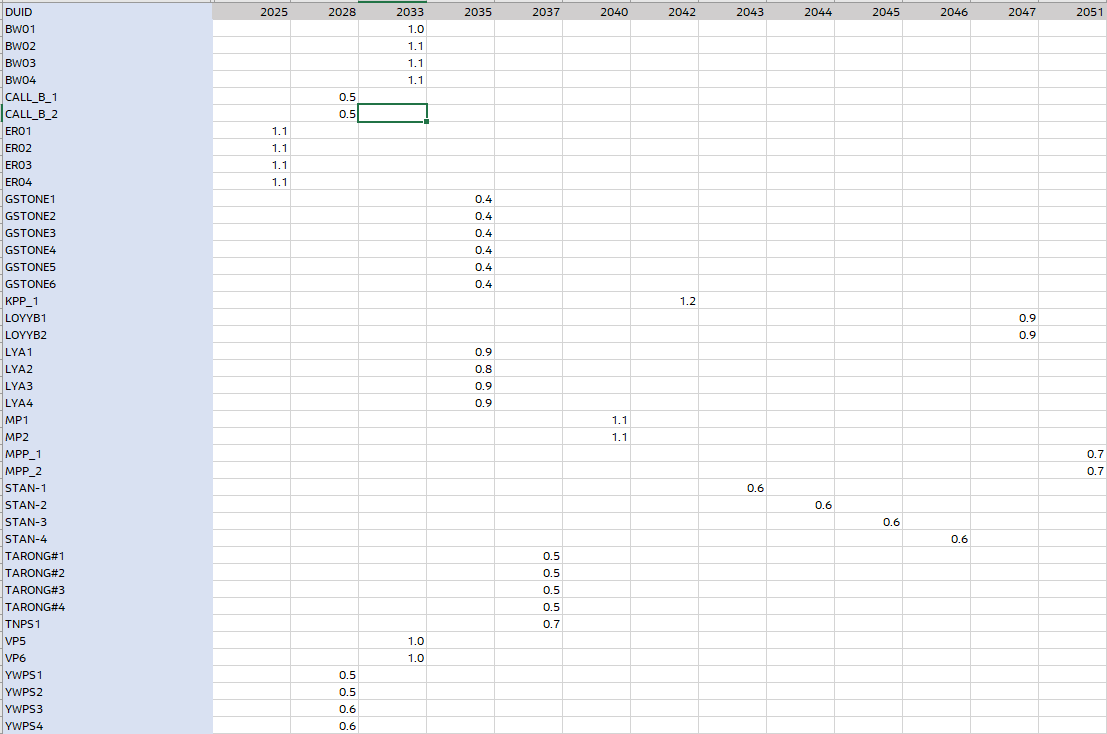 DUID 2025 2028 2033 2035 2037 2040 2042 2043 2044 2045 2046 2047 2051
BW01 1.0
BW02 1.1
BW03 1.1
BW04 1.1
CALL_B_1 0.5
CALL_B_2 0.5
ER01 1.1
ER02 1.1
ER03 1.1
ER04 1.1
GSTONE1 0.4
GSTONE2 0.4
GSTONE3 0.4
GSTONE4 0.4
GSTONE5 0.4
GSTONE6 0.4
KPP_1 1.2
LOYYB1 0.9
LOYYB2 0.9
LYA1 0.9
LYA2 0.8
LYA3 0.9
LYA4 0.9
MP1 1.1
MP2 1.1
MPP_1 0.7
MPP_2 0.7
STAN-1 0.6
STAN-2 0.6
STAN-3 0.6
STAN-4 0.6
TARONG#1 0.5
TARONG#2 0.5
TARONG#3 0.5
TARONG#4 0.5
TNPS1 0.7
VP5 1.0
VP6 1.0
YWPS1 0.5
YWPS2 0.5
YWPS3 0.6
YWPS4 0.6